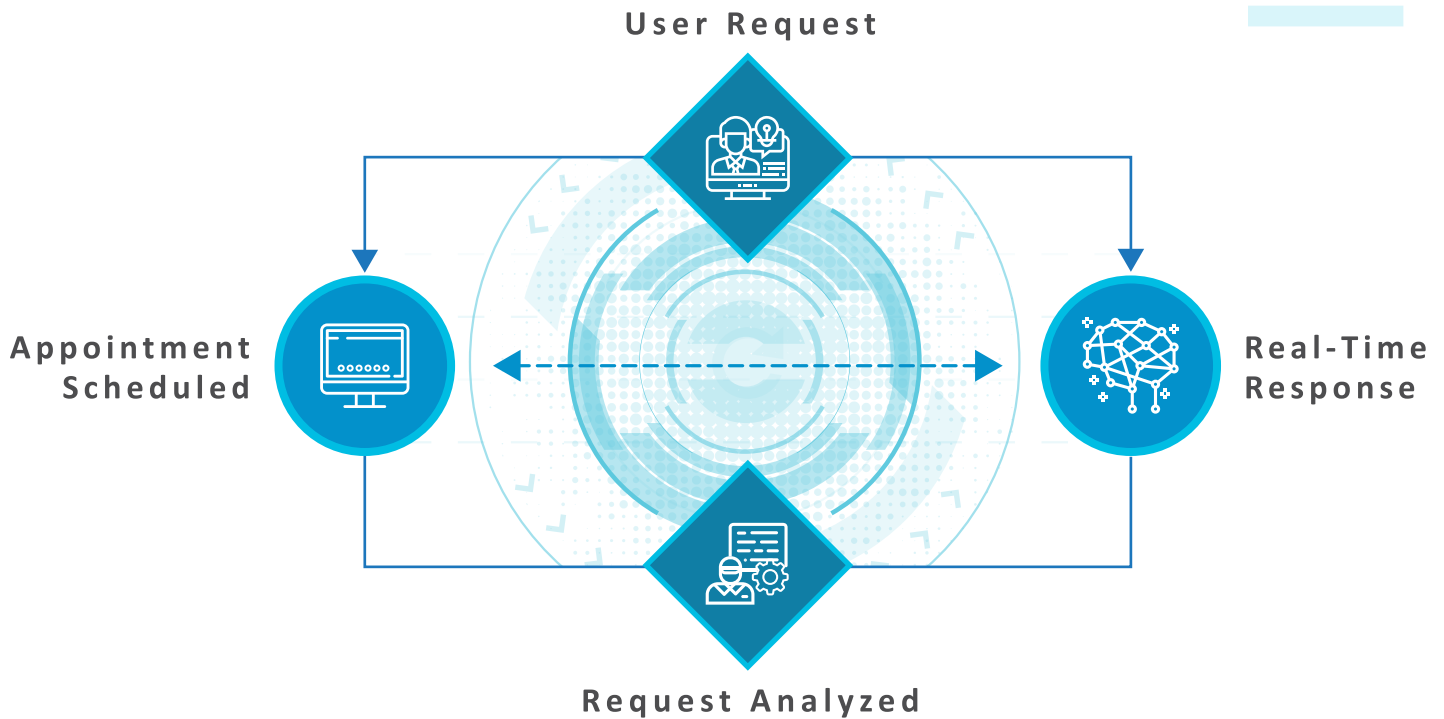 User Request
Appointment
Scheduled
Real-Time
Response
Request Analyzed